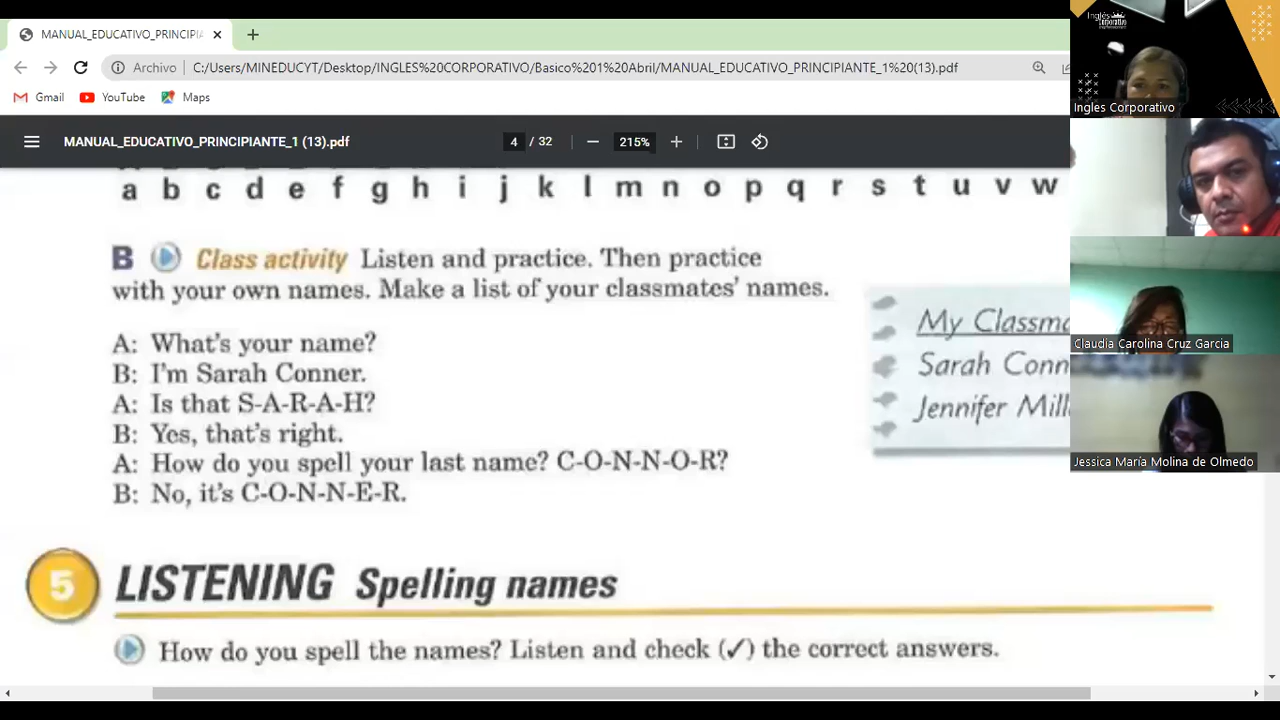 MANUAL_EDUCATIVO_PRINCIPIA
Archivo C:/Users/MINEDUCYT/Desktop/INGLES%20CORPORATIVO/Basico%201%20Abril/MANUAL_EDUCATIVO_PRINCIPIANTE_1%20(13).pdf
Gmail YouTube Maps
MANUAL_EDUCATIVO_PRINCIPIANTE_1 (13).pdf 4 / 32 215%
a b c d e f g h i j k l m n o p q r s t u v w
B Class activity Listen and practice. Then practice
with your own names. Make a list of your classmates' names.
A: What's your name?
B: I'm Sarah Conner.
A: Is that S-A-R-A-H?
B: Yes, that's right.
A: How do you spell your last name? C-O-N-N-O-R?
B: No, it's C-O-N-N-E-R.
My Classma
Sarah Conn
Jennifer Mill
5 LISTENING Spelling names
How do you spell the names? Listen and check (✓) the correct answers.
Inglés
Corporativo
Ingles Corporativo
Claudia Carolina Cruz Garcia
Jessica María Molina de Olmedo